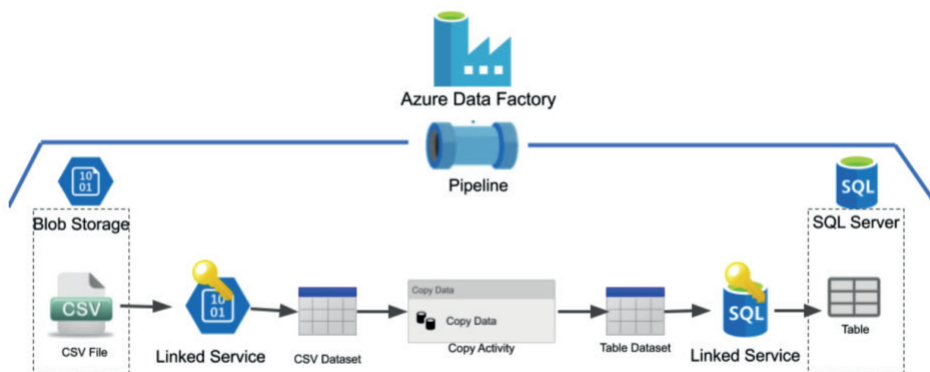 Azure Data Factory
Pipeline
10
01
Blob Storage
SQL
SQL Server
CSV
CSV File
10
01
Linked Service
CSV Dataset
Copy Data
Copy Data
Copy Activity
Table Dataset
SQL
Linked Service
Table